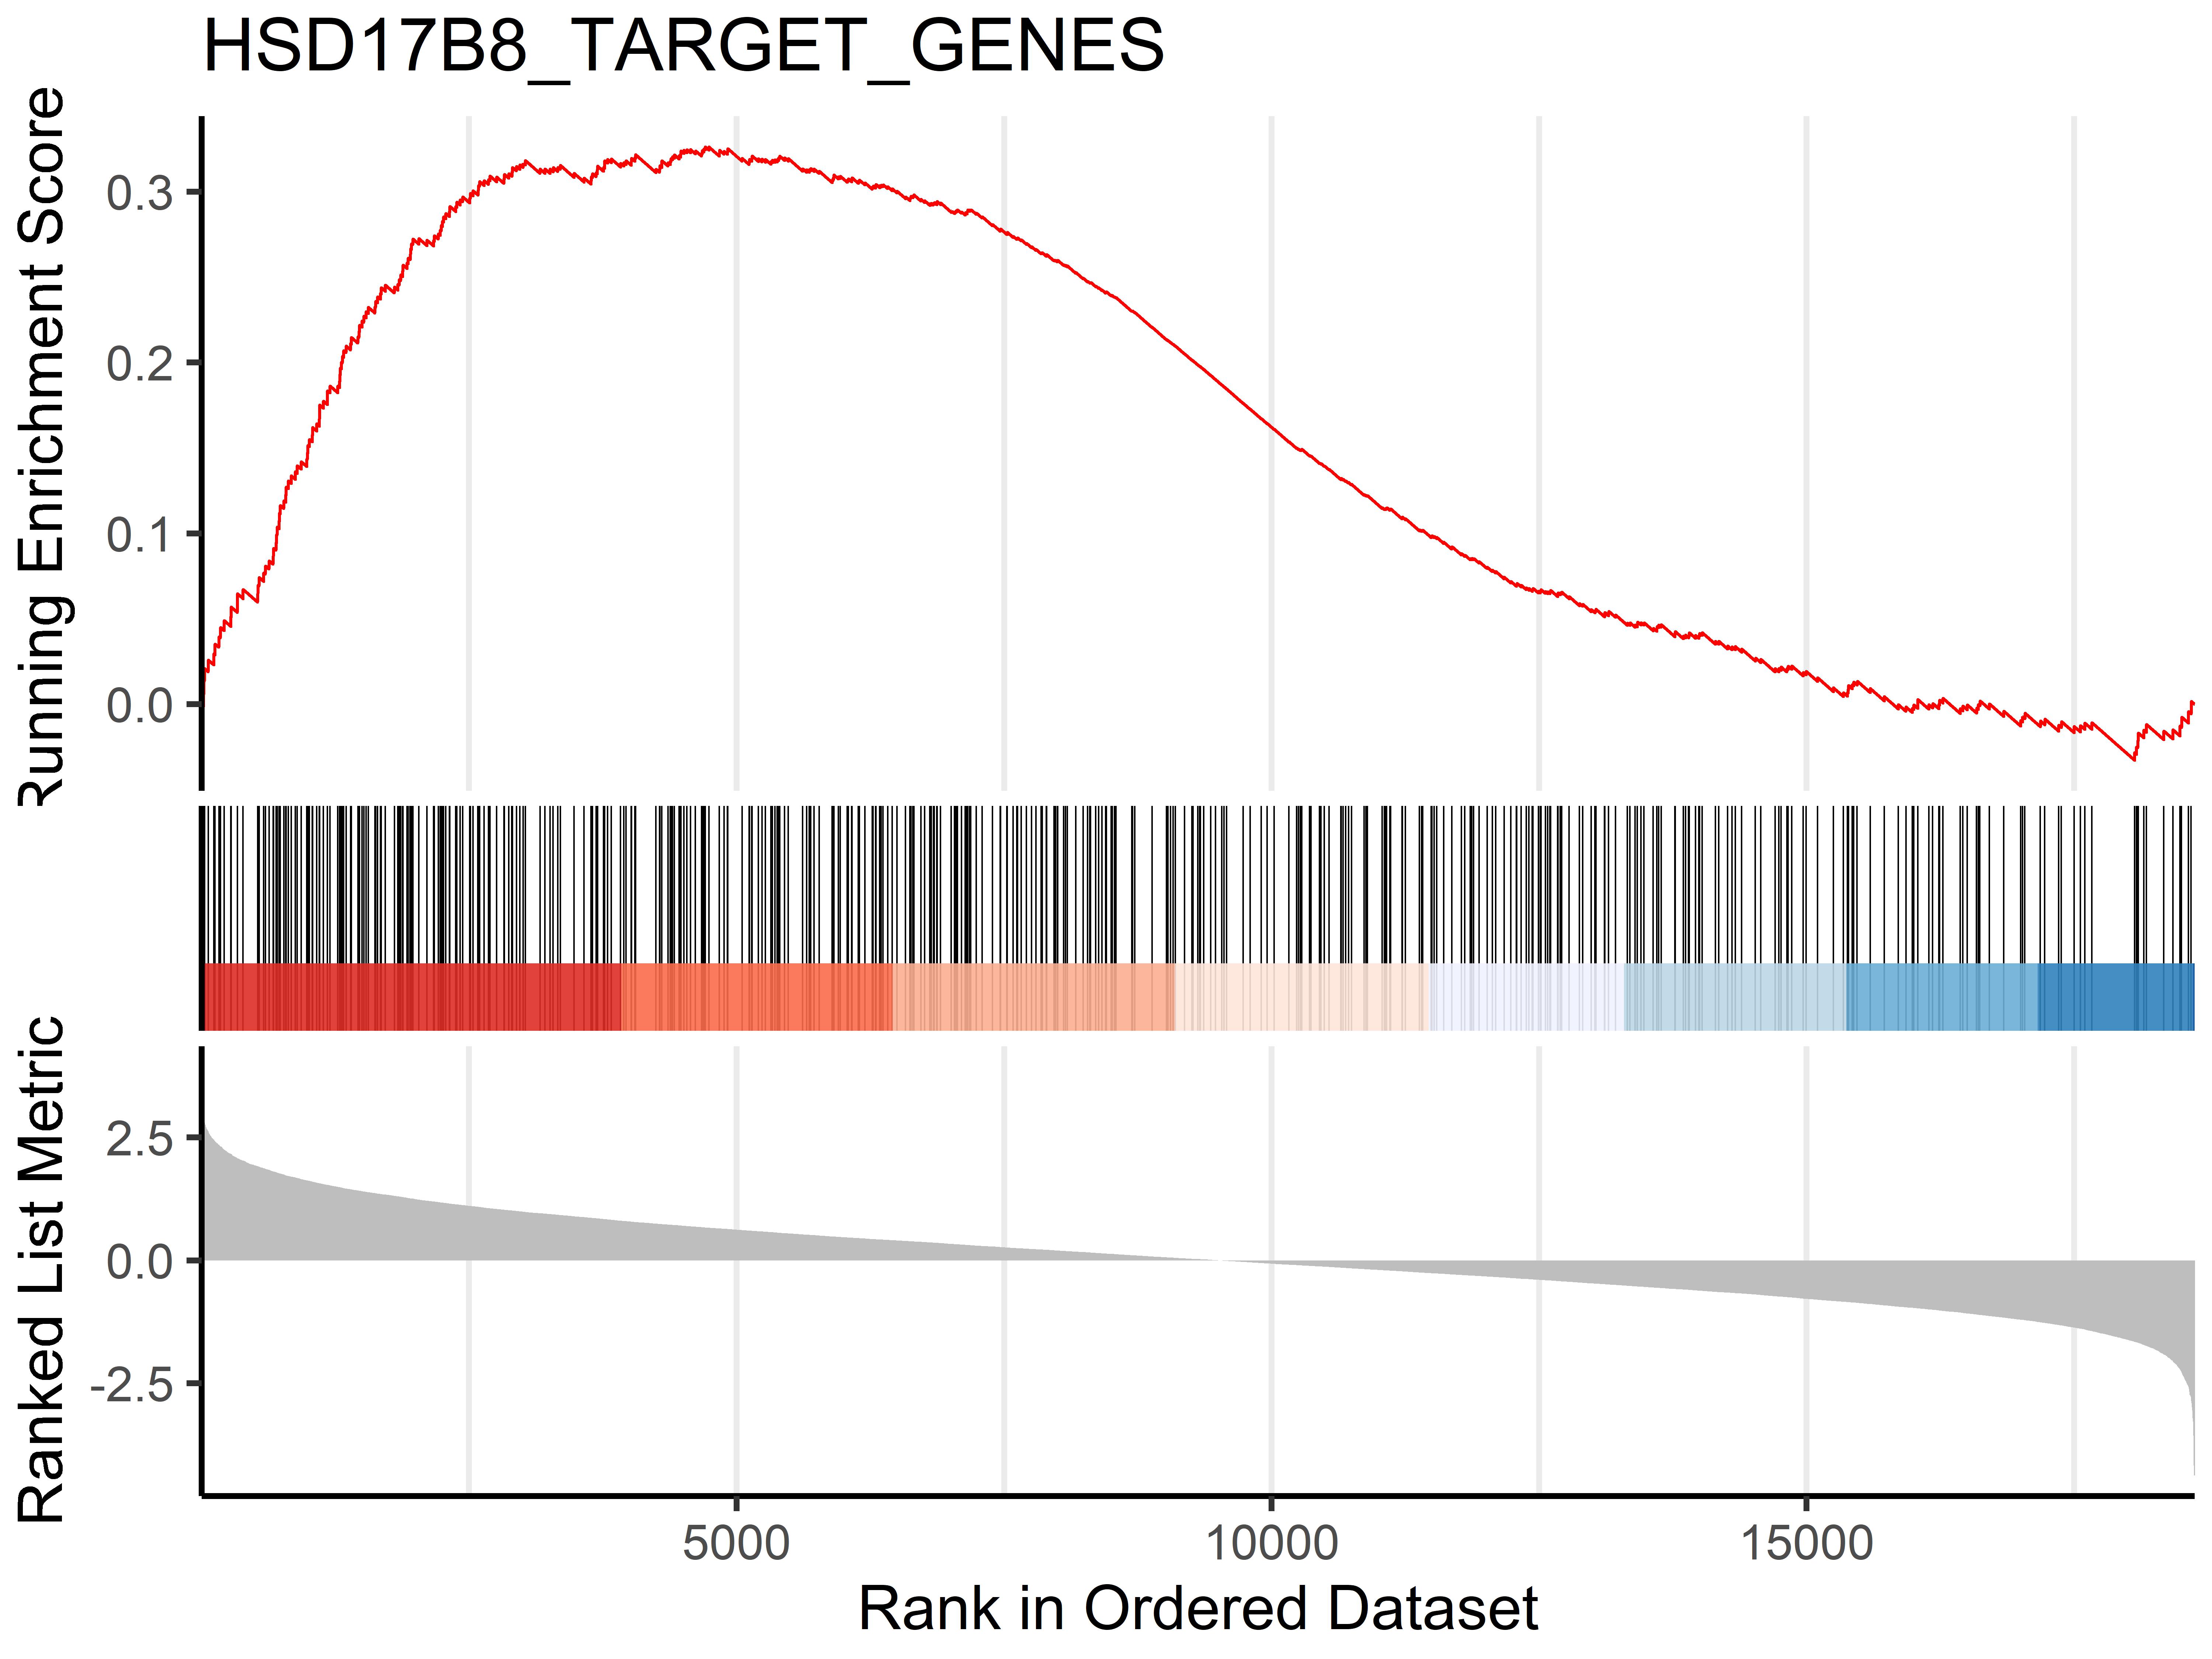 HSD17B8_TARGET_GENES
Running Enrichment Score
0.3
0.2
0.1
0.0
Ranked List Metric
2.5
0.0
-2.5
5000 10000 15000
Rank in Ordered Dataset